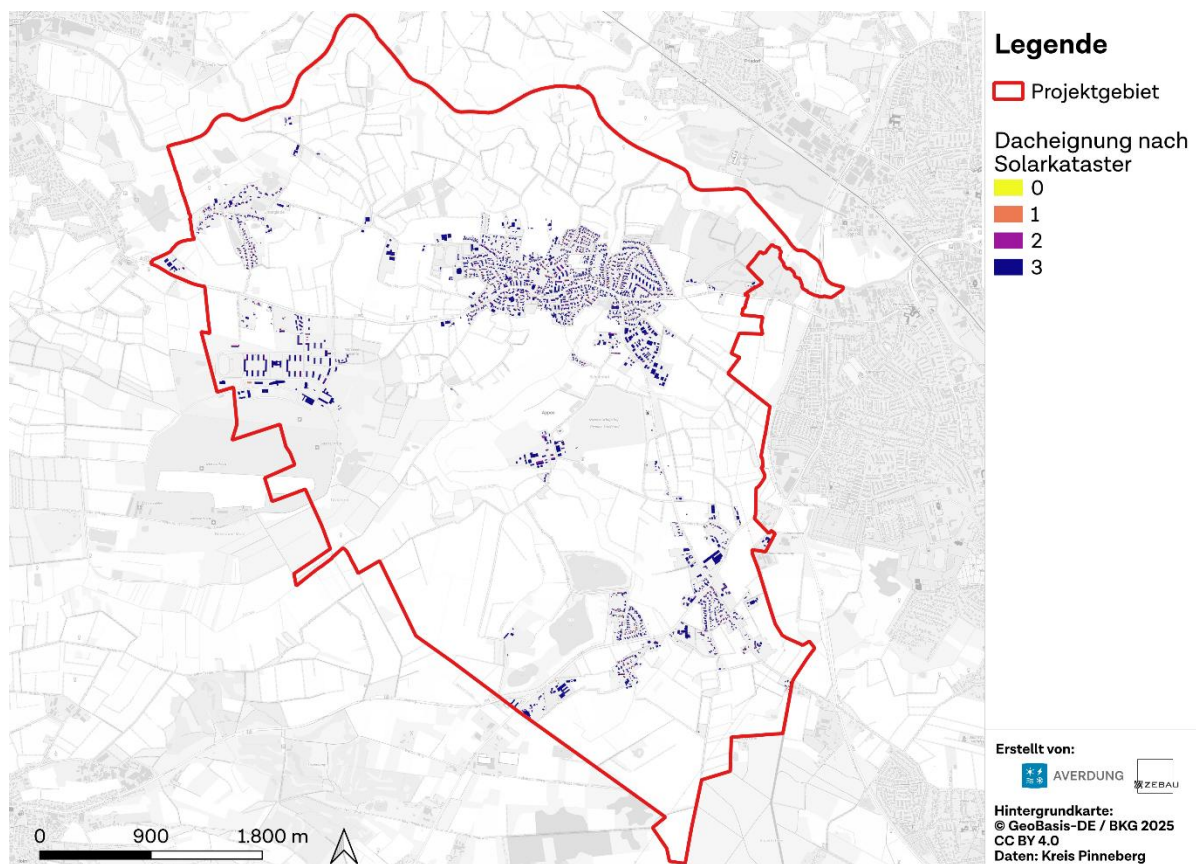 Legende
Projektgebiet
Dacheignung nach
Solarkataster
0
1
2
3
Appen
0 900 1.800 m
Erstellt von:
AVERDUNG ZEBAU
Hintergrundkarte:
© GeoBasis-DE / BKG 2025
CC BY 4.0
Daten: Kreis Pinneberg